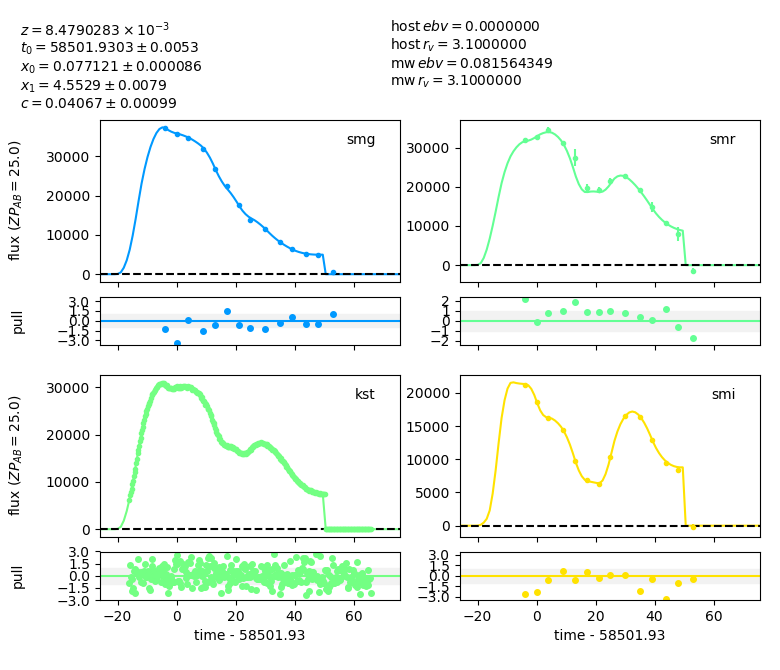 z = 8.4790283 × 10⁻³
t₀ = 58501.9303 ± 0.0053
x₀ = 0.077121 ± 0.000086
x₁ = 4.5529 ± 0.0079
c = 0.04067 ± 0.00099
host ebv = 0.0000000
host r_v = 3.1000000
mw ebv = 0.081564349
mw r_v = 3.1000000
flux (ZP_AB = 25.0)
30000
20000
10000
0
smg
30000
20000
10000
0
smr
pull
3.0
1.5
0.0
−1.5
−3.0
2
1
0
−1
−2
flux (ZP_AB = 25.0)
30000
20000
10000
0
kst
20000
15000
10000
5000
0
smi
pull
3.0
1.5
0.0
−1.5
−3.0
3.0
1.5
0.0
−1.5
−3.0
−20 0 20 40 60
−20 0 20 40 60
time - 58501.93
time - 58501.93